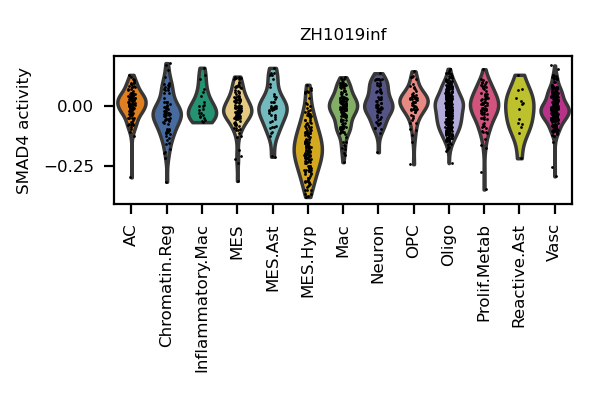 ZH1019inf
SMAD4 activity
0.00
−0.25
AC
Chromatin.Reg
Inflammatory.Mac
MES
MES.Ast
MES.Hyp
Mac
Neuron
OPC
Oligo
Prolif.Metab
Reactive.Ast
Vasc